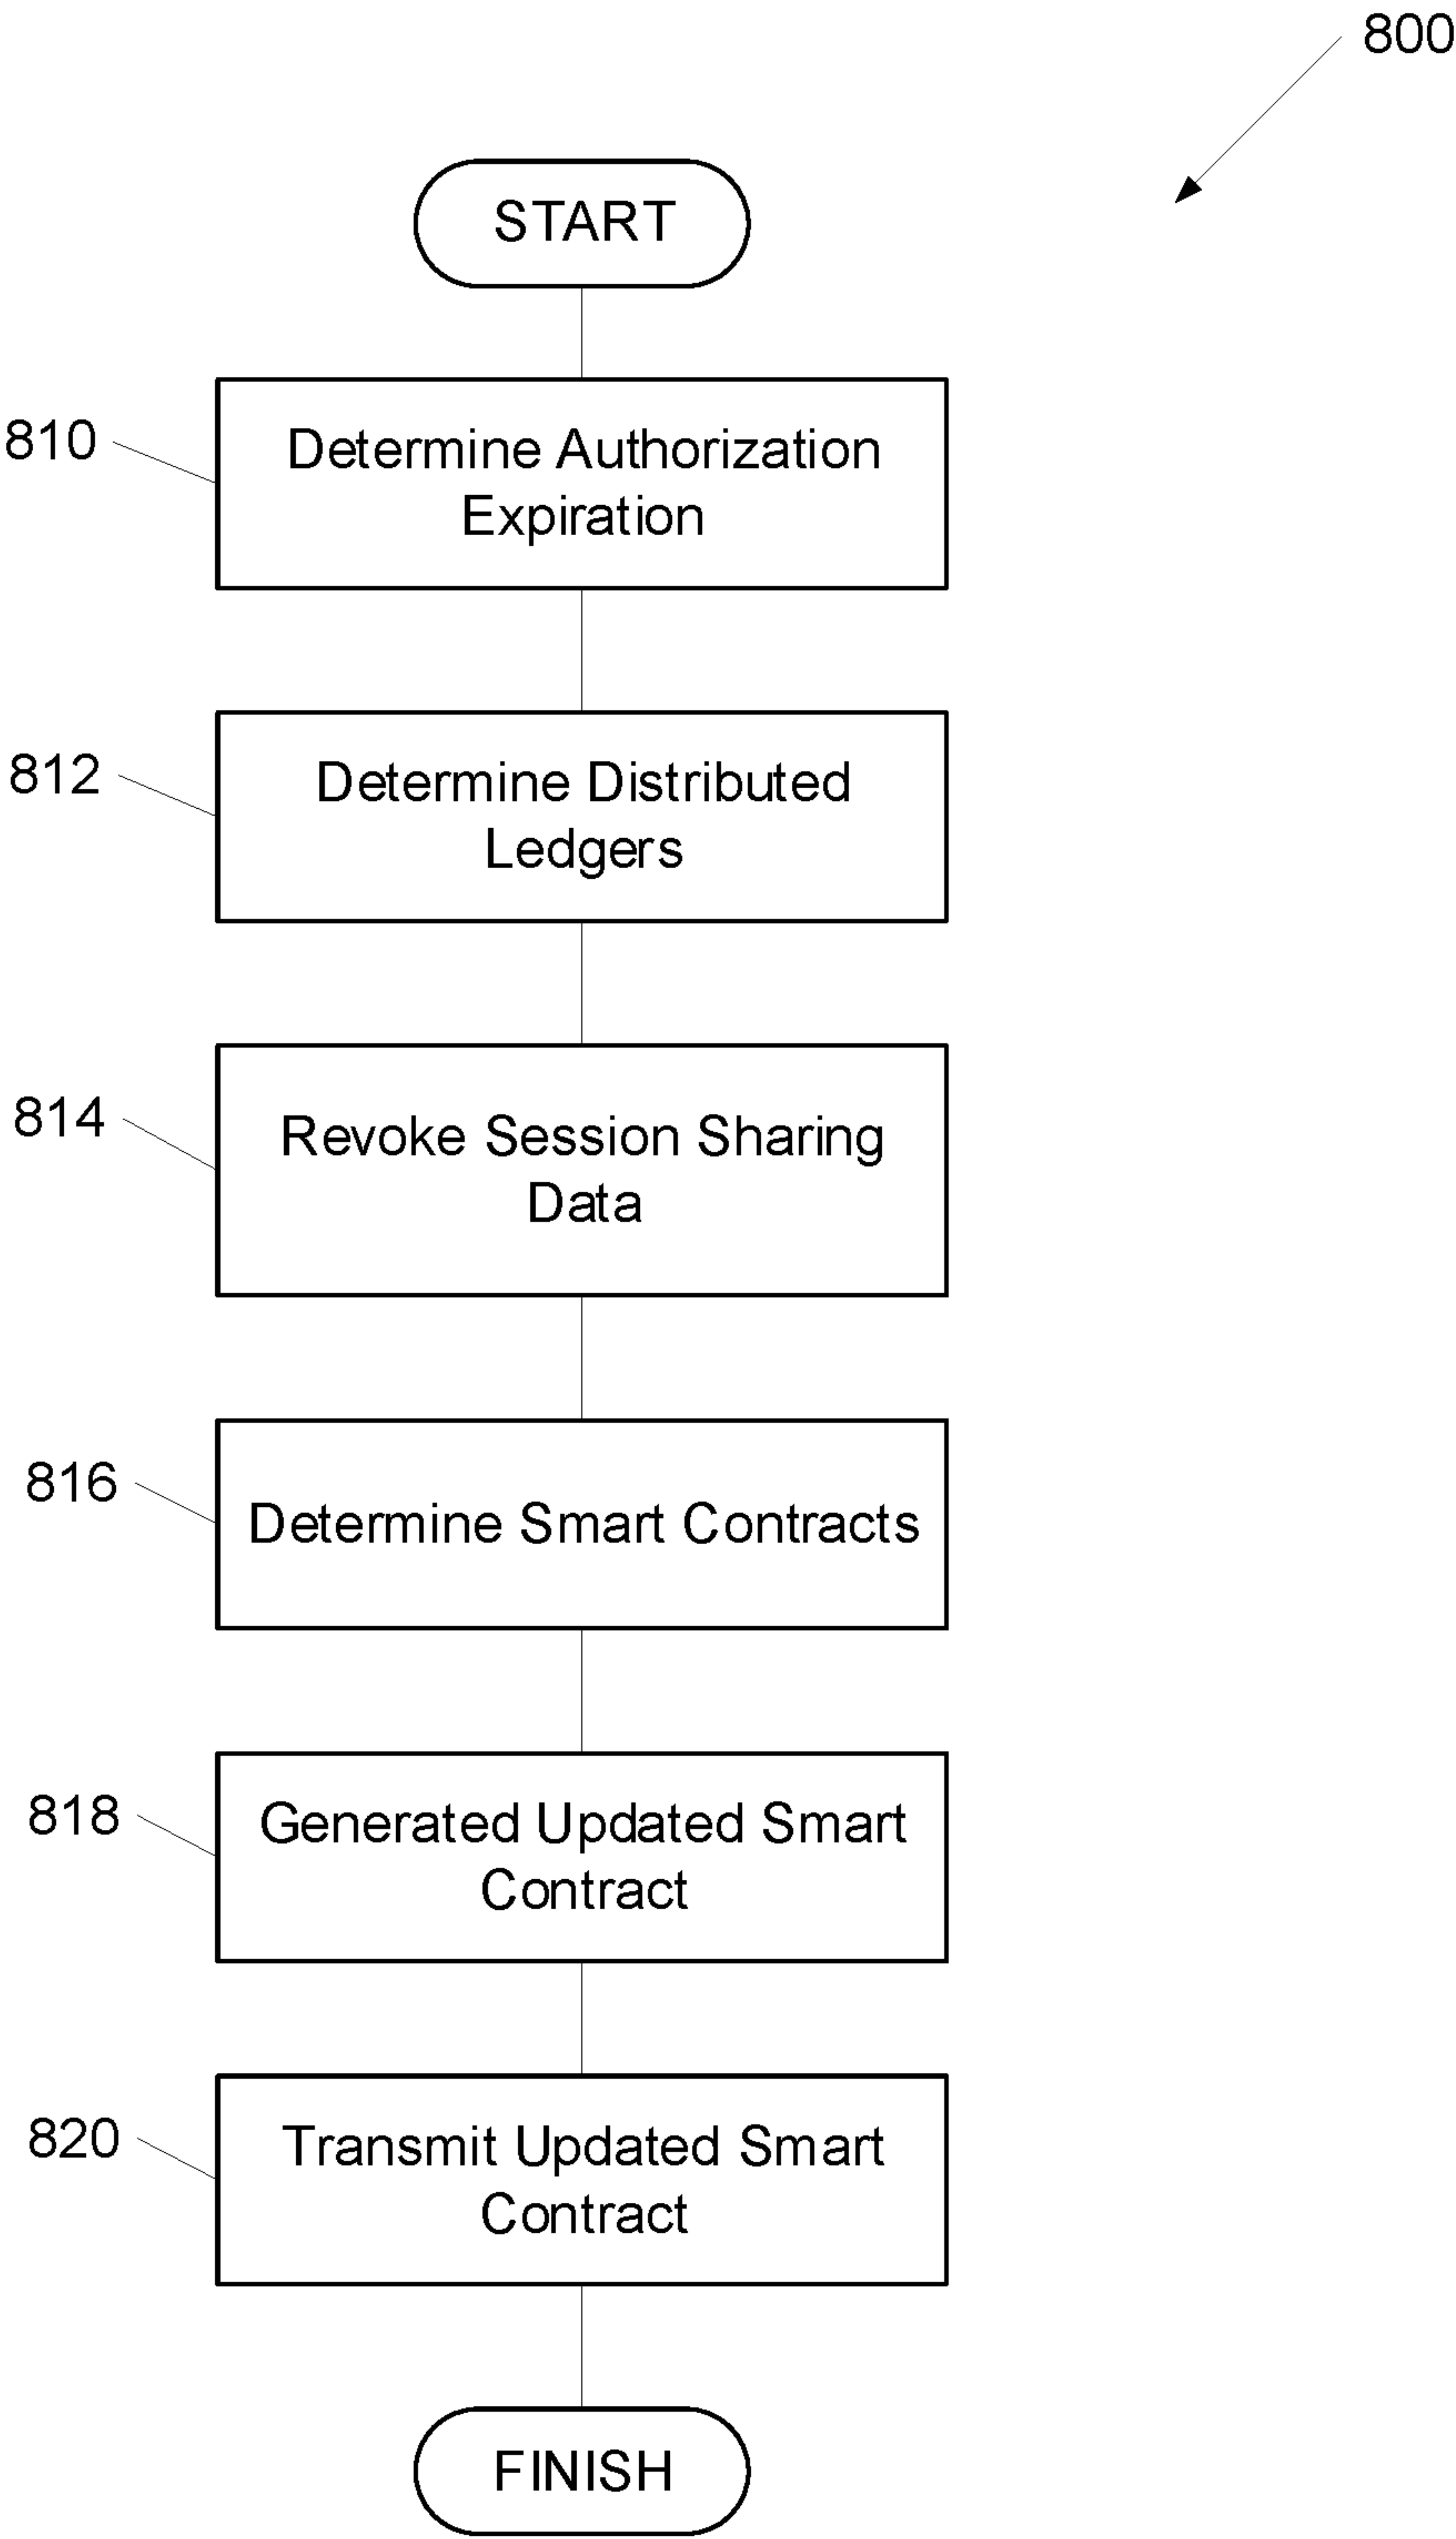 800
START
810
Determine Authorization
Expiration
812
Determine Distributed
Ledgers
814
Revoke Session Sharing
Data
816
Determine Smart Contracts
818
Generated Updated Smart
Contract
820
Transmit Updated Smart
Contract
FINISH